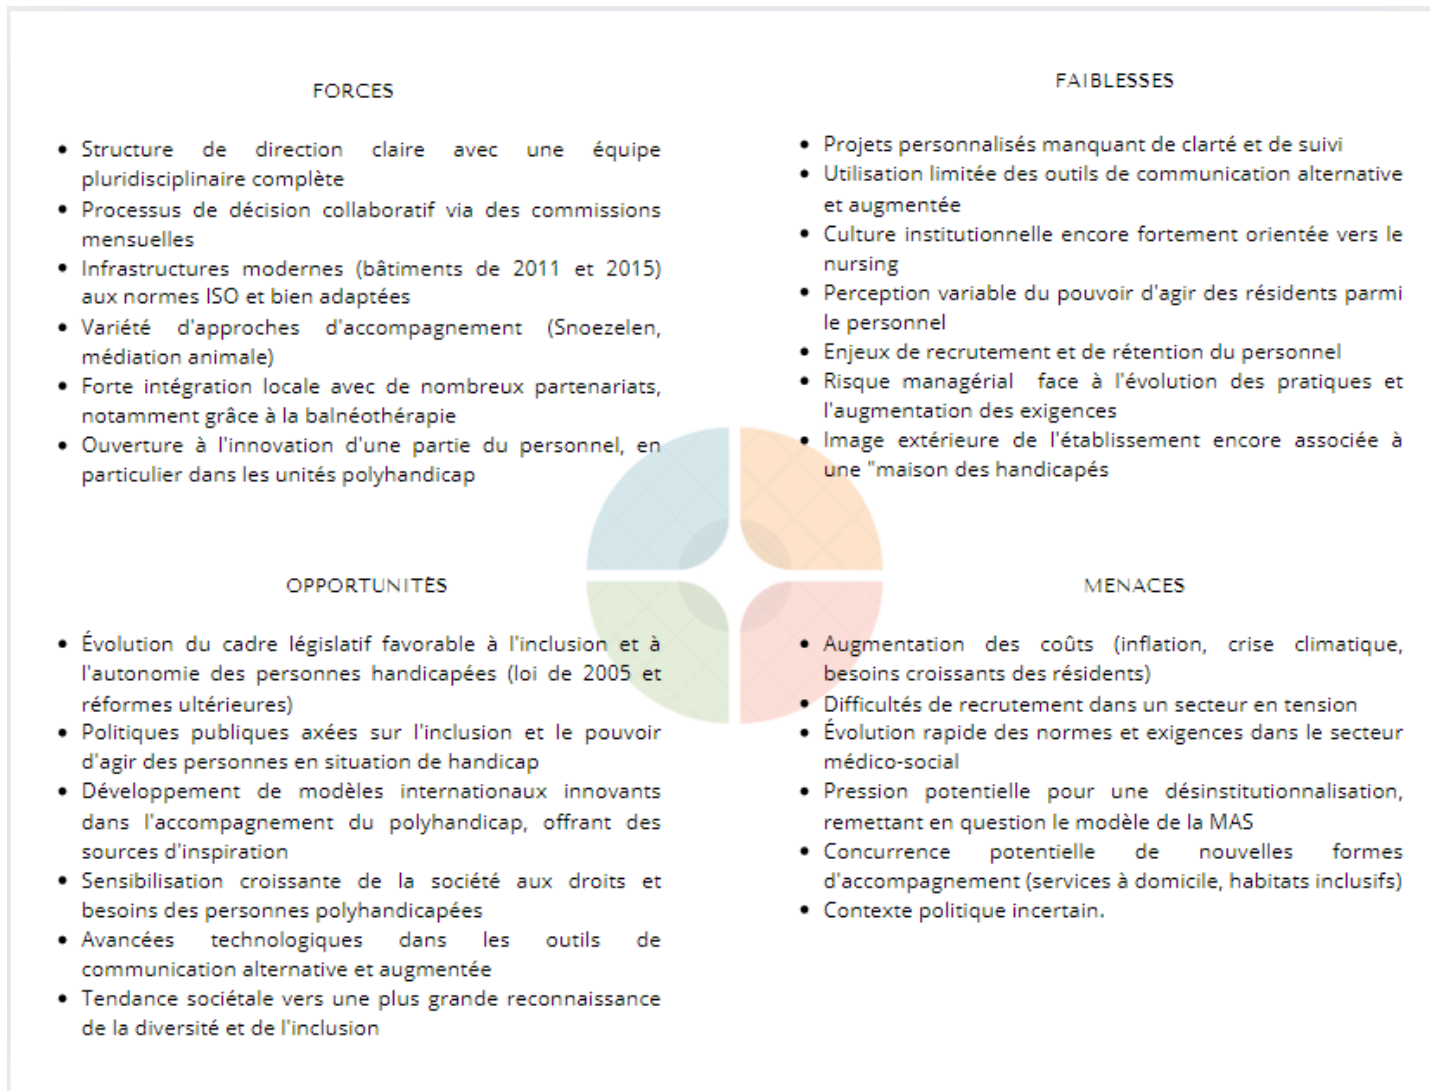 FORCES
• Structure de direction claire avec une équipe
pluridisciplinaire complète
• Processus de décision collaboratif via des commissions
mensuelles
• Infrastructures modernes (bâtiments de 2011 et 2015)
aux normes ISO et bien adaptées
• Variété d'approches d'accompagnement (Snoezelen,
médiation animale)
• Forte intégration locale avec de nombreux partenariats,
notamment grâce à la balnéothérapie
• Ouverture à l'innovation d'une partie du personnel, en
particulier dans les unités polyhandicap
FAIBLESSES
• Projets personnalisés manquant de clarté et de suivi
• Utilisation limitée des outils de communication alternative
et augmentée
• Culture institutionnelle encore fortement orientée vers le
nursing
• Perception variable du pouvoir d'agir des résidents parmi
le personnel
• Enjeux de recrutement et de rétention du personnel
• Risque managérial face à l'évolution des pratiques et
l'augmentation des exigences
• Image extérieure de l'établissement encore associée à
une "maison des handicapés
OPPORTUNITÉS
• Évolution du cadre législatif favorable à l'inclusion et à
l'autonomie des personnes handicapées (loi de 2005 et
réformes ultérieures)
• Politiques publiques axées sur l'inclusion et le pouvoir
d'agir des personnes en situation de handicap
• Développement de modèles internationaux innovants
dans l'accompagnement du polyhandicap, offrant des
sources d'inspiration
• Sensibilisation croissante de la société aux droits et
besoins des personnes polyhandicapées
• Avancées technologiques dans les outils de
communication alternative et augmentée
• Tendance sociétale vers une plus grande reconnaissance
de la diversité et de l'inclusion
MENACES
• Augmentation des coûts (inflation, crise climatique,
besoins croissants des résidents)
• Difficultés de recrutement dans un secteur en tension
• Évolution rapide des normes et exigences dans le secteur
médico-social
• Pression potentielle pour une désinstitutionnalisation,
remettant en question le modèle de la MAS
• Concurrence potentielle de nouvelles formes
d'accompagnement (services à domicile, habitats inclusifs)
• Contexte politique incertain.